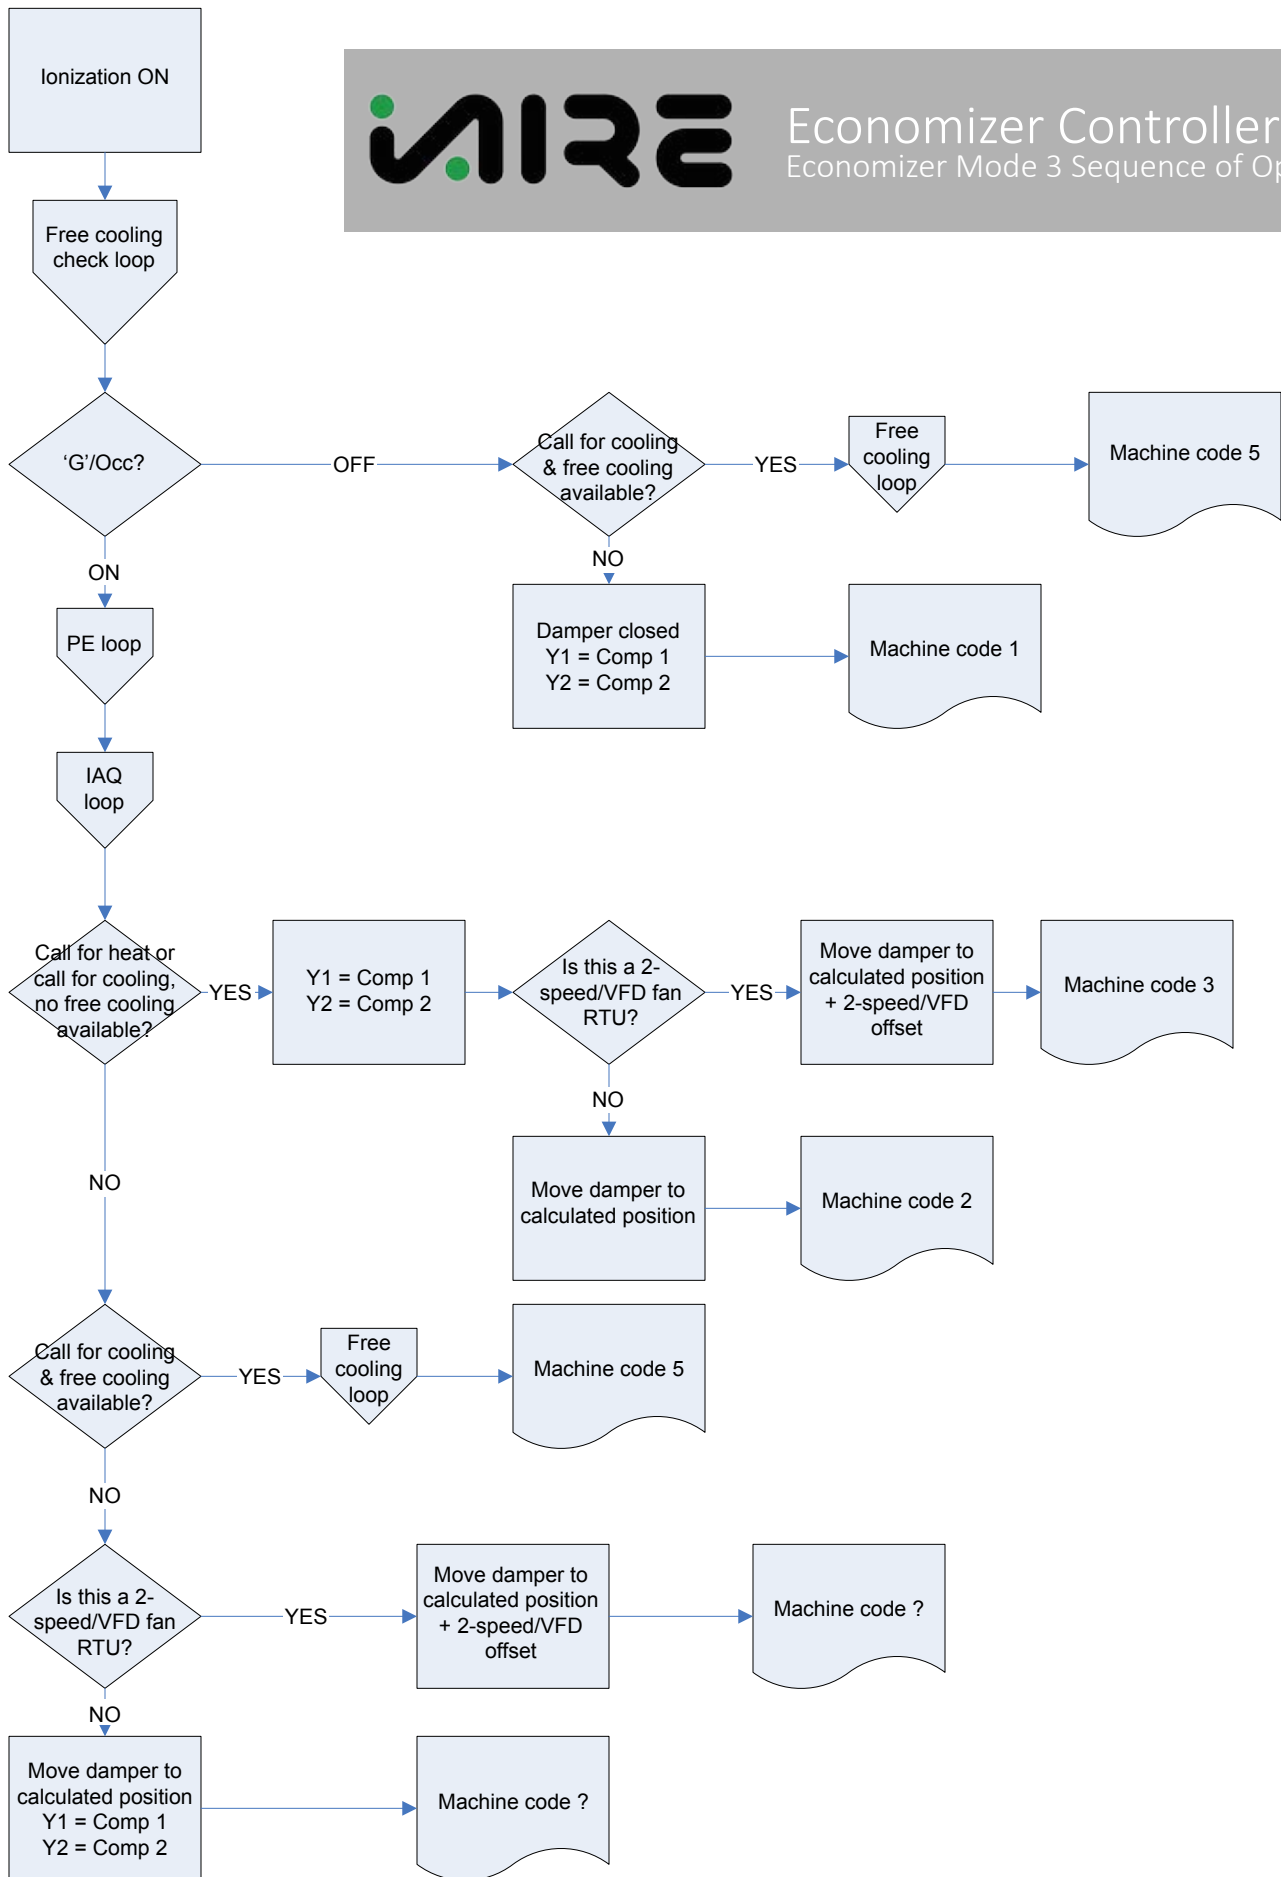 Ionization ON
iAIRE
Economizer Controller
Economizer Mode 3 Sequence of Op
Free cooling
check loop
‘G’/Occ?
OFF
Call for cooling
& free cooling
available?
YES
Free
cooling
loop
Machine code 5
ON
NO
PE loop
Damper closed
Y1 = Comp 1
Y2 = Comp 2
Machine code 1
IAQ
loop
Call for heat or
call for cooling,
no free cooling
available?
YES
Y1 = Comp 1
Y2 = Comp 2
Is this a 2-
speed/VFD fan
RTU?
YES
Move damper to
calculated position
+ 2-speed/VFD
offset
Machine code 3
NO
NO
Move damper to
calculated position
Machine code 2
Call for cooling
& free cooling
available?
YES
Free
cooling
loop
Machine code 5
NO
Is this a 2-
speed/VFD fan
RTU?
YES
Move damper to
calculated position
+ 2-speed/VFD
offset
Machine code ?
NO
Move damper to
calculated position
Y1 = Comp 1
Y2 = Comp 2
Machine code ?